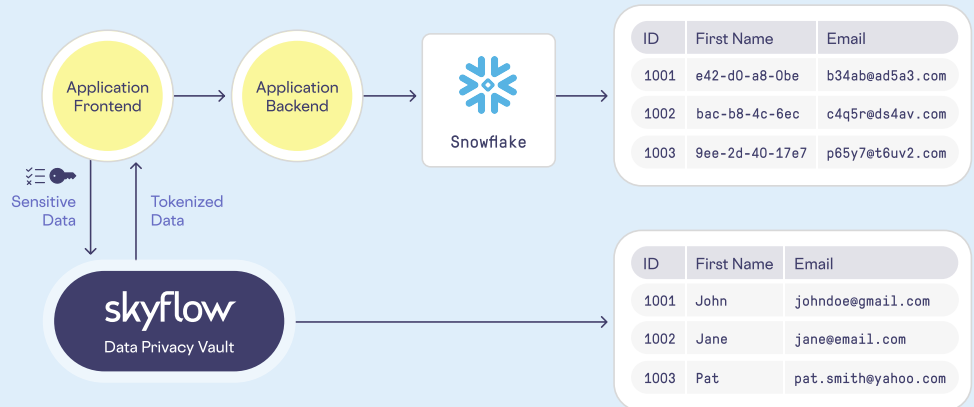 Application
Frontend
Application
Backend
Snowflake
ID First Name Email
1001 e42-d0-a8-0be b34ab@ad5a3.com
1002 bac-b8-4c-6ec c4q5r@ds4av.com
1003 9ee-2d-40-17e7 p65y7@t6uv2.com
Sensitive
Data
Tokenized
Data
skyflow
Data Privacy Vault
ID First Name Email
1001 John johndoe@gmail.com
1002 Jane jane@email.com
1003 Pat pat.smith@yahoo.com